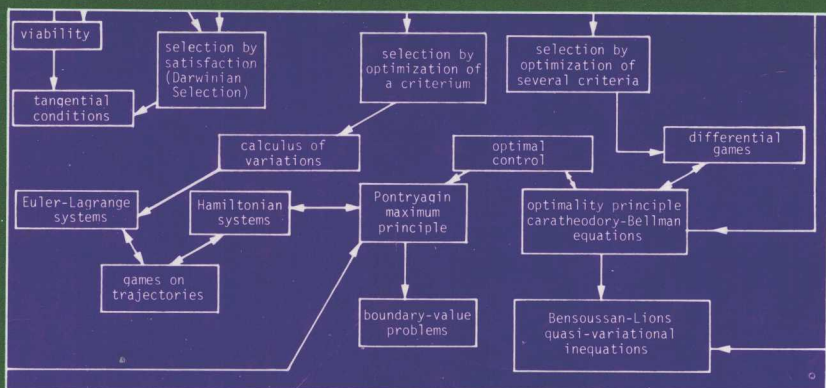 viability
selection by
satisfaction
(Darwinian
Selection)
selection by
optimization of
a criterium
selection by
optimization of
several criteria
tangential
conditions
calculus of
variations
optimal
control
differential
games
Euler-Lagrange
systems
Hamiltonian
systems
Pontryagin
maximum
principle
optimality principle
caratheodory-Bellman
equations
games on
trajectories
boundary-value
problems
Bensoussan-Lions
quasi-variational
inequations